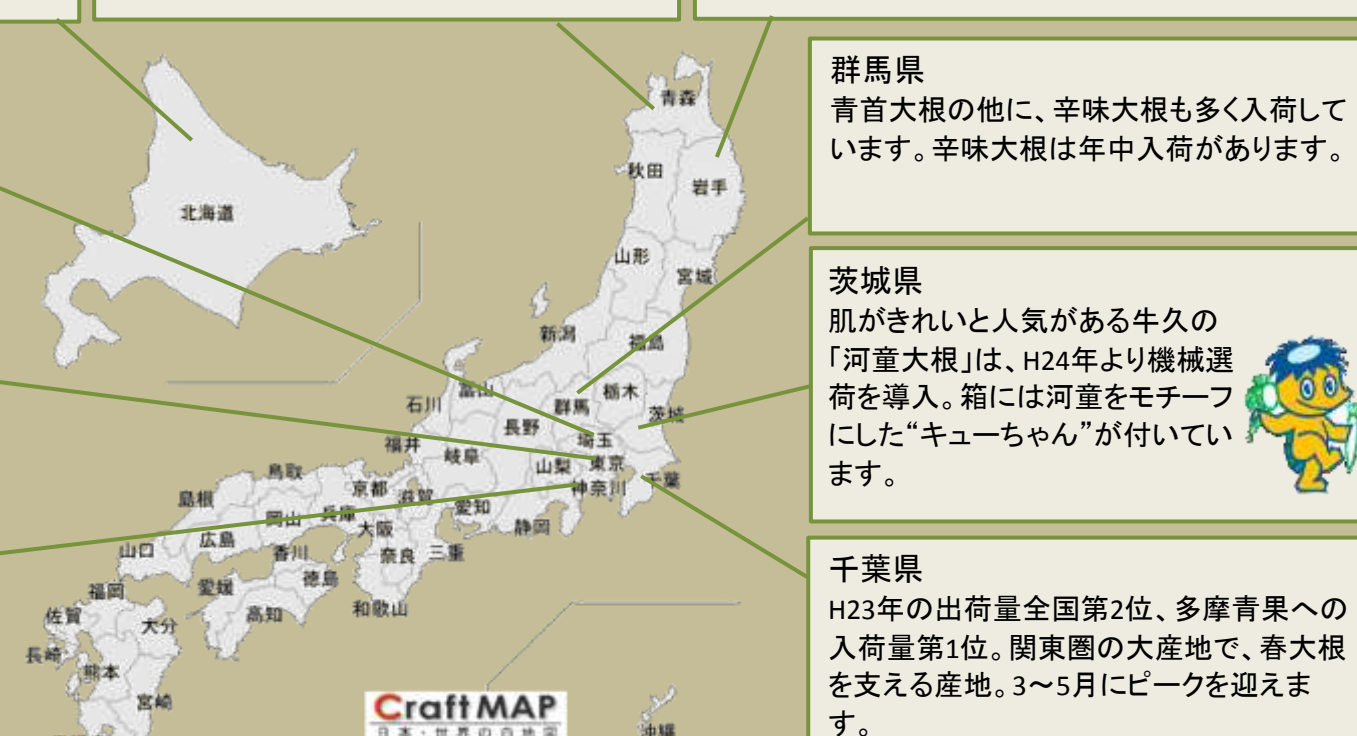 群馬県
青首大根の他に、辛味大根も多く入荷して
います。辛味大根は年中入荷があります。
茨城県
肌がきれいと人気がある牛久の
「河童大根」は、H24年より機械選
荷を導入。箱には河童をモチーフ
にした“キューちゃん”が付いてい
ます。
千葉県
H23年の出荷量全国第2位、多摩青果への
入荷量第1位。関東圏の大産地で、春大根
を支える産地。3～5月にピークを迎えま
す。
北海道
青森
秋田
岩手
山形
宮城
新潟
福島
富山
石川
群馬
栃木
茨城
長野
埼玉
福井
岐阜
山梨
東京
千葉
神奈川
鳥取
京都
滋賀
愛知
静岡
島根
岡山
兵庫
大阪
広島
山口
香川
奈良
三重
徳島
愛媛
高知
和歌山
福岡
佐賀
大分
長崎
熊本
宮崎
沖縄
CraftMAP
日本・世界の白地図